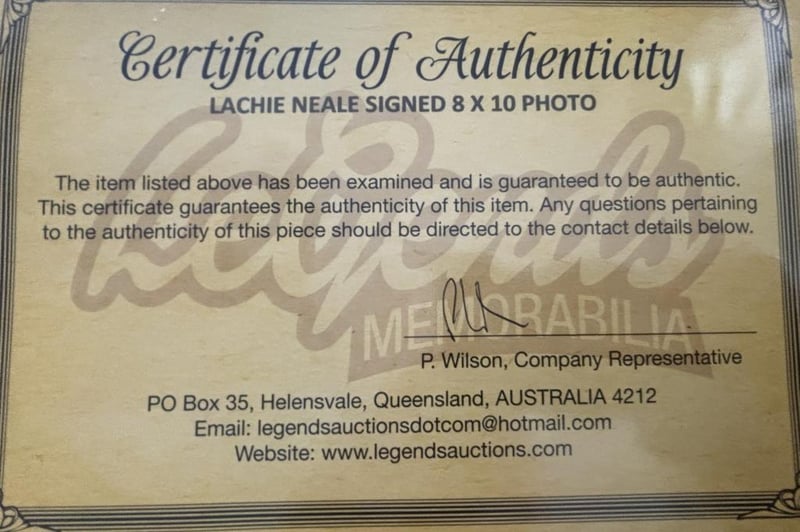 Certificate of Authenticity
LACHIE NEALE SIGNED 8 X 10 PHOTO
Legends
MEMORABILIA
The item listed above has been examined and is guaranteed to be authentic.
This certificate guarantees the authenticity of this item. Any questions pertaining
to the authenticity of this piece should be directed to the contact details below.
P. Wilson, Company Representative
PO Box 35, Helensvale, Queensland, AUSTRALIA 4212
Email: legendsauctionsdotcom@hotmail.com
Website: www.legendsauctions.com